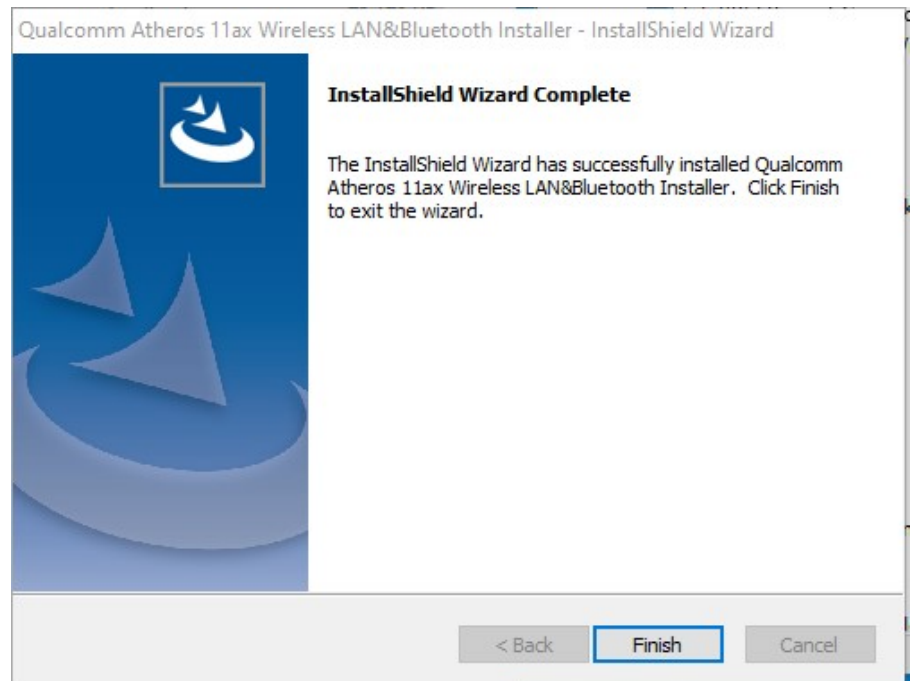 Qualcomm Atheros 11ax Wireless LAN&Bluetooth Installer - InstallShield Wizard
InstallShield Wizard Complete
The InstallShield Wizard has successfully installed Qualcomm
Atheros 11ax Wireless LAN&Bluetooth Installer. Click Finish
to exit the wizard.
< Back
Finish
Cancel